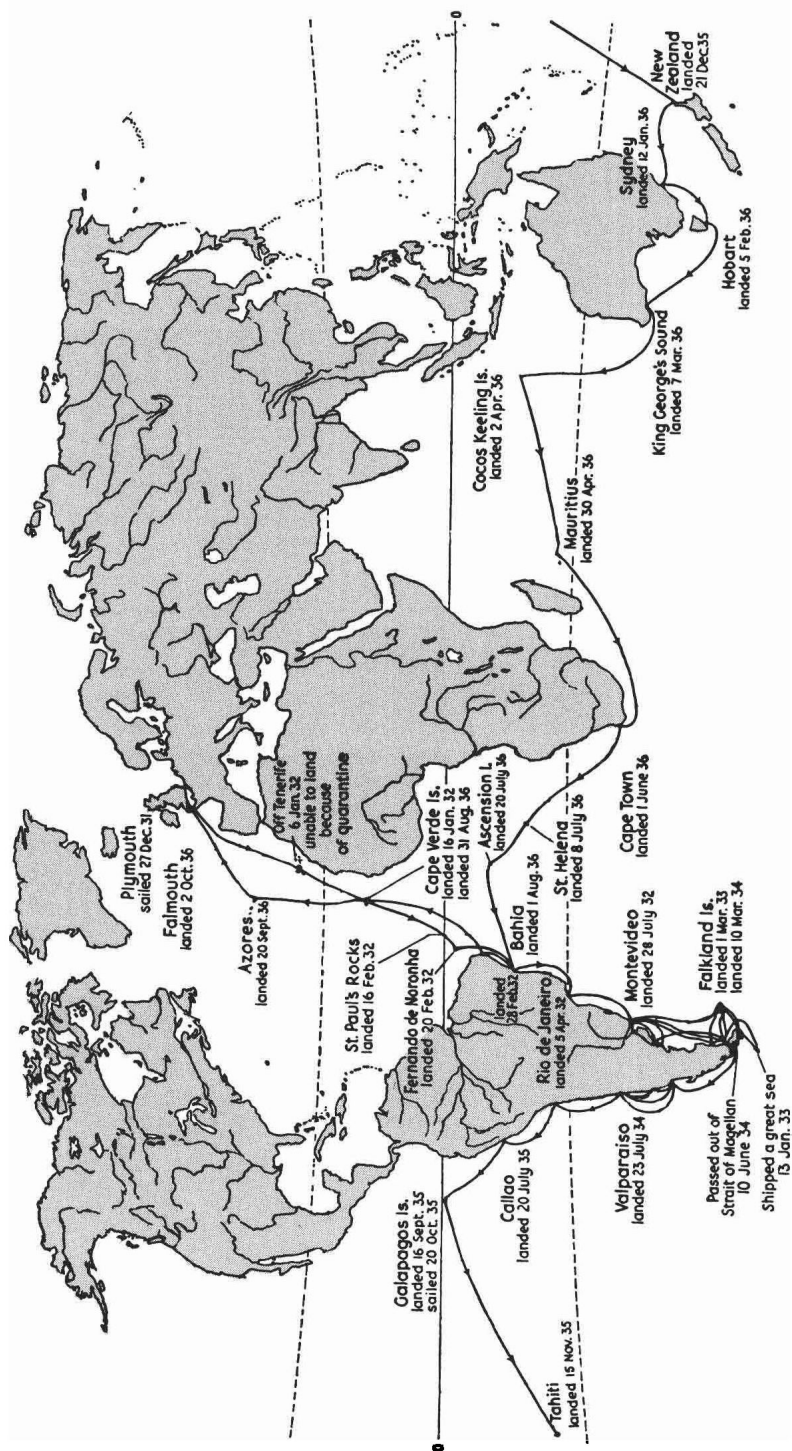 Plymouth
sailed 27 Dec. 31
Falmouth
landed 2 Oct. 36
Azores
landed 20 Sept. 36
Off Tenerife
6 Jan. 32
unable to land
because
of quarantine
Cape Verde Is.
landed 16 Jan. 32
landed 31 Aug. 36
St. Paul's Rocks
landed 16 Feb. 32
Fernando de Noronha
landed 20 Feb. 32
Bahia
landed 1 Aug. 36
landed
28 Feb. 32
Rio de Janeiro
landed 5 Apr. 32
Montevideo
landed 28 July 32
Falkland Is.
landed 1 Mar. 33
landed 10 Mar. 34
Shipped a great sea
13 Jan. 33
Passed out of
Strait of Magellan
10 June 34
Valparaiso
landed 23 July 34
Callao
landed 20 July 35
Galapagos Is.
landed 16 Sept. 35
sailed 20 Oct. 35
Tahiti
landed 15 Nov. 35
New
Zealand
landed
21 Dec. 35
Sydney
landed 12 Jan. 36
Hobart
landed 5 Feb. 36
King George's Sound
landed 7 Mar. 36
Cocos Keeling Is.
landed 2 Apr. 36
Mauritius
landed 30 Apr. 36
Cape Town
landed 1 June 36
St. Helena
landed 8 July 36
Ascension I.
landed 20 July 36
0
0